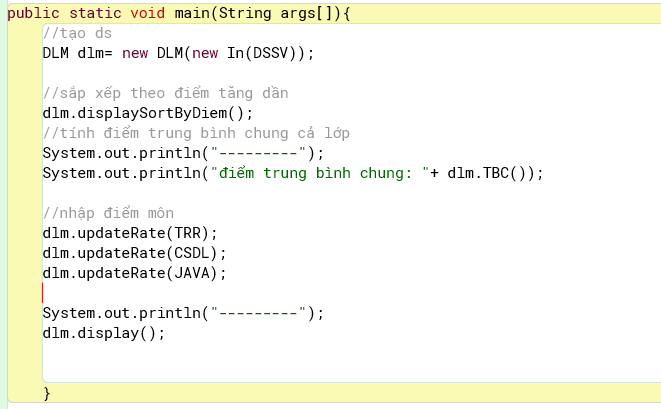 public static void main(String args[]){
//tạo ds
DLM dlm= new DLM(new In(DSSV));
//sắp xếp theo điểm tăng dần
dlm.displaySortByDiem();
//tính điểm trung bình chung cả lớp
System.out.println("---------");
System.out.println("điểm trung bình chung: "+ dlm.TBC());
//nhập điểm môn
dlm.updateRate(TRR);
dlm.updateRate(CSDL);
dlm.updateRate(JAVA);
System.out.println("---------");
dlm.display();
}